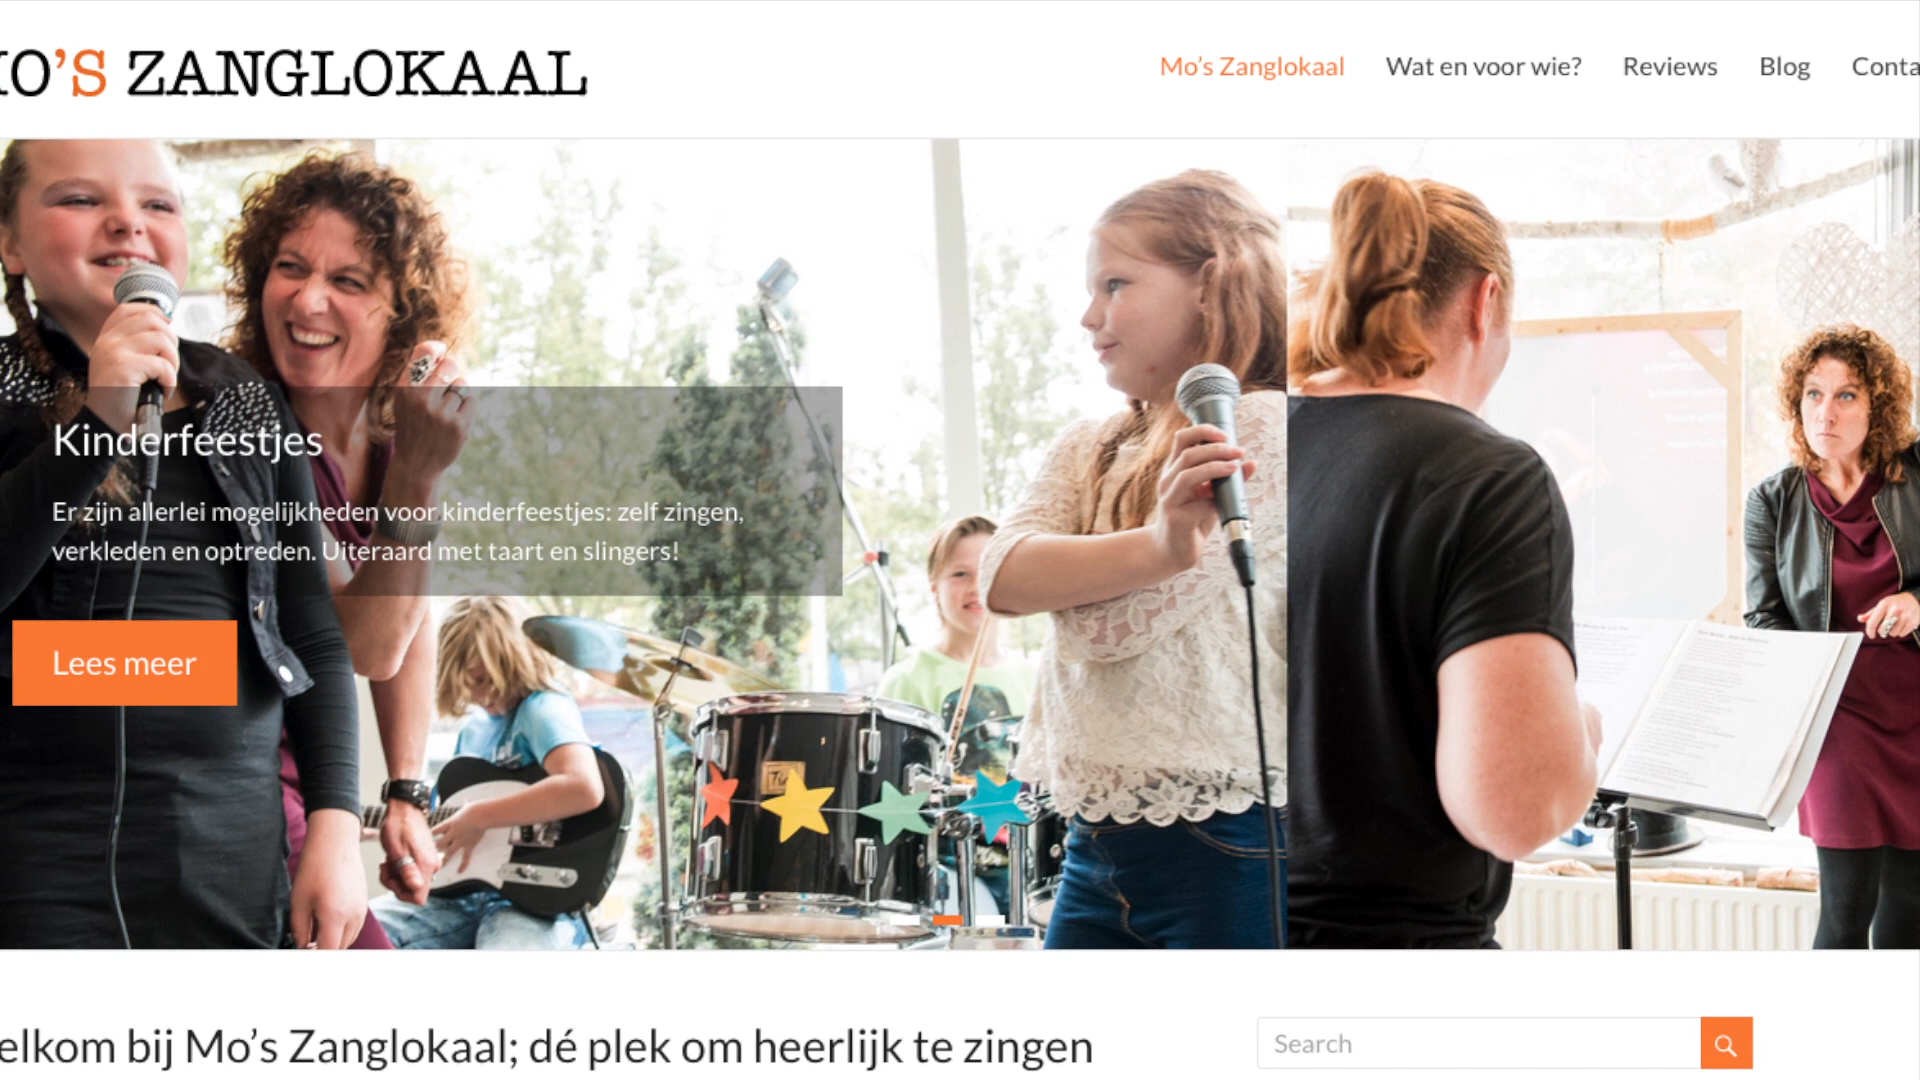 MO'S ZANGLOKAAL
Mo's Zanglokaal Wat en voor wie? Reviews Blog Conta
Kinderfeestjes
Er zijn allerlei mogelijkheden voor kinderfeestjes: zelf zingen,
verkleden en optreden. Uiteraard met taart en slingers!
Lees meer
elkom bij Mo's Zanglokaal; dé plek om heerlijk te zingen
Search